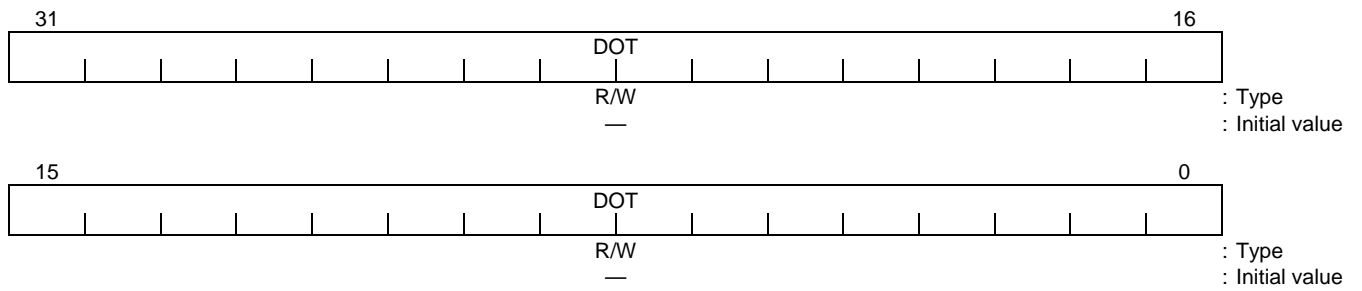 31 16
DOT
R/W : Type
— : Initial value
15 0
DOT
R/W : Type
— : Initial value